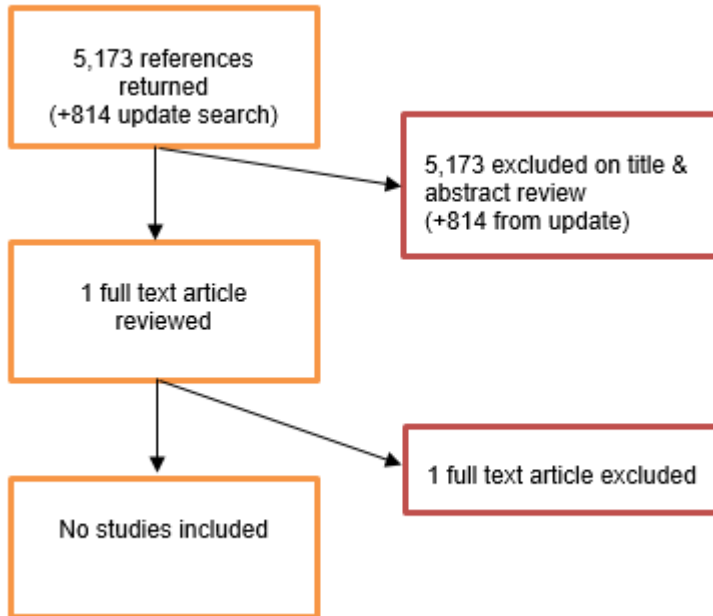 5,173 references
returned
(+814 update search)
5,173 excluded on title &
abstract review
(+814 from update)
1 full text article
reviewed
1 full text article excluded
No studies included